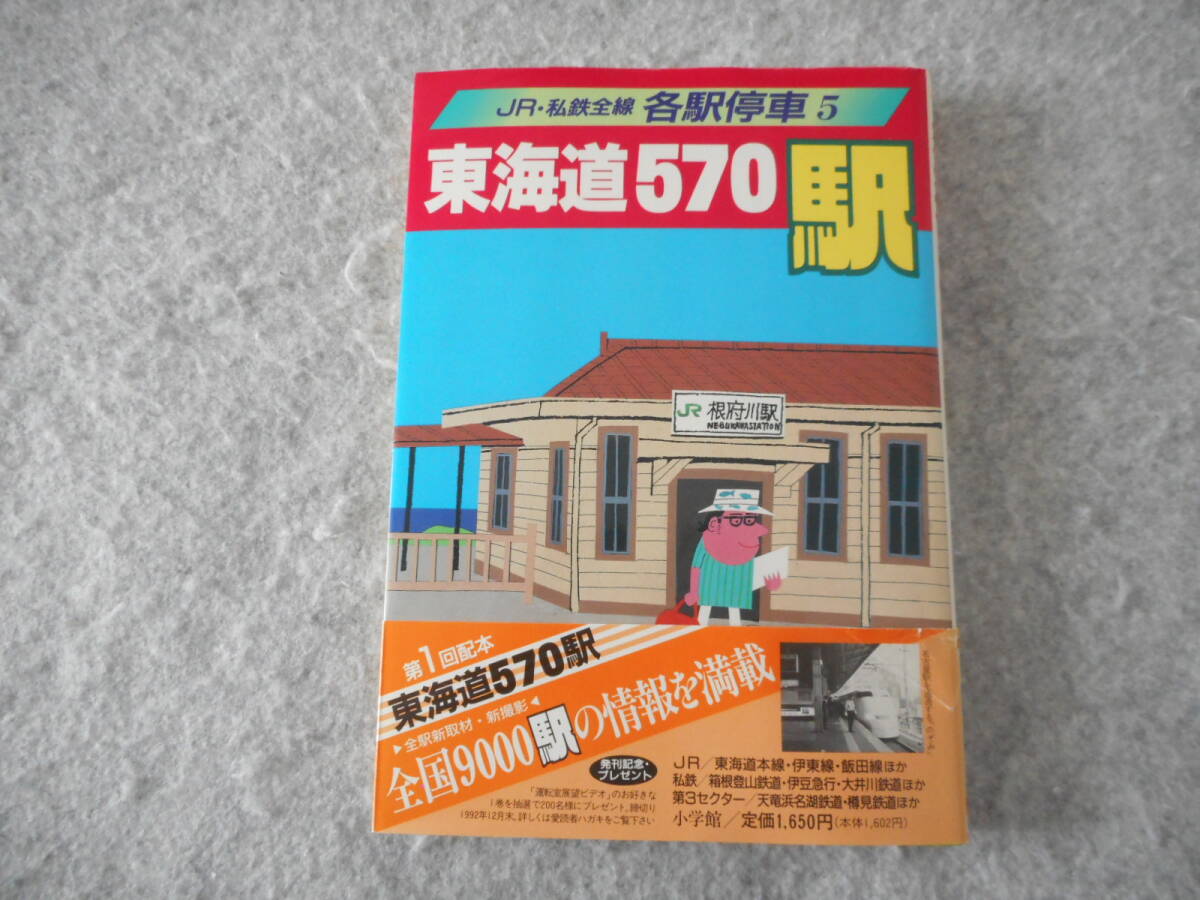 JR・私鉄全線 各駅停車 5
東海道570駅
JR 根府川駅
NEBUKAWASTATION
第1回配本
東海道570駅
▶全駅新取材・新撮影◀
全国9000駅の情報を満載
発刊記念・
プレゼント
「運転室展望ビデオ」のお好きな
1巻を抽選で200名様にプレゼント。締切り
1992年12月末。詳しくは愛読者ハガキをご覧下さい
JR/東海道本線・伊東線・飯田線ほか
私鉄/箱根登山鉄道・伊豆急行・大井川鉄道ほか
第3セクター/天竜浜名湖鉄道・樽見鉄道ほか
小学館/定価1,650円(本体1,602円)